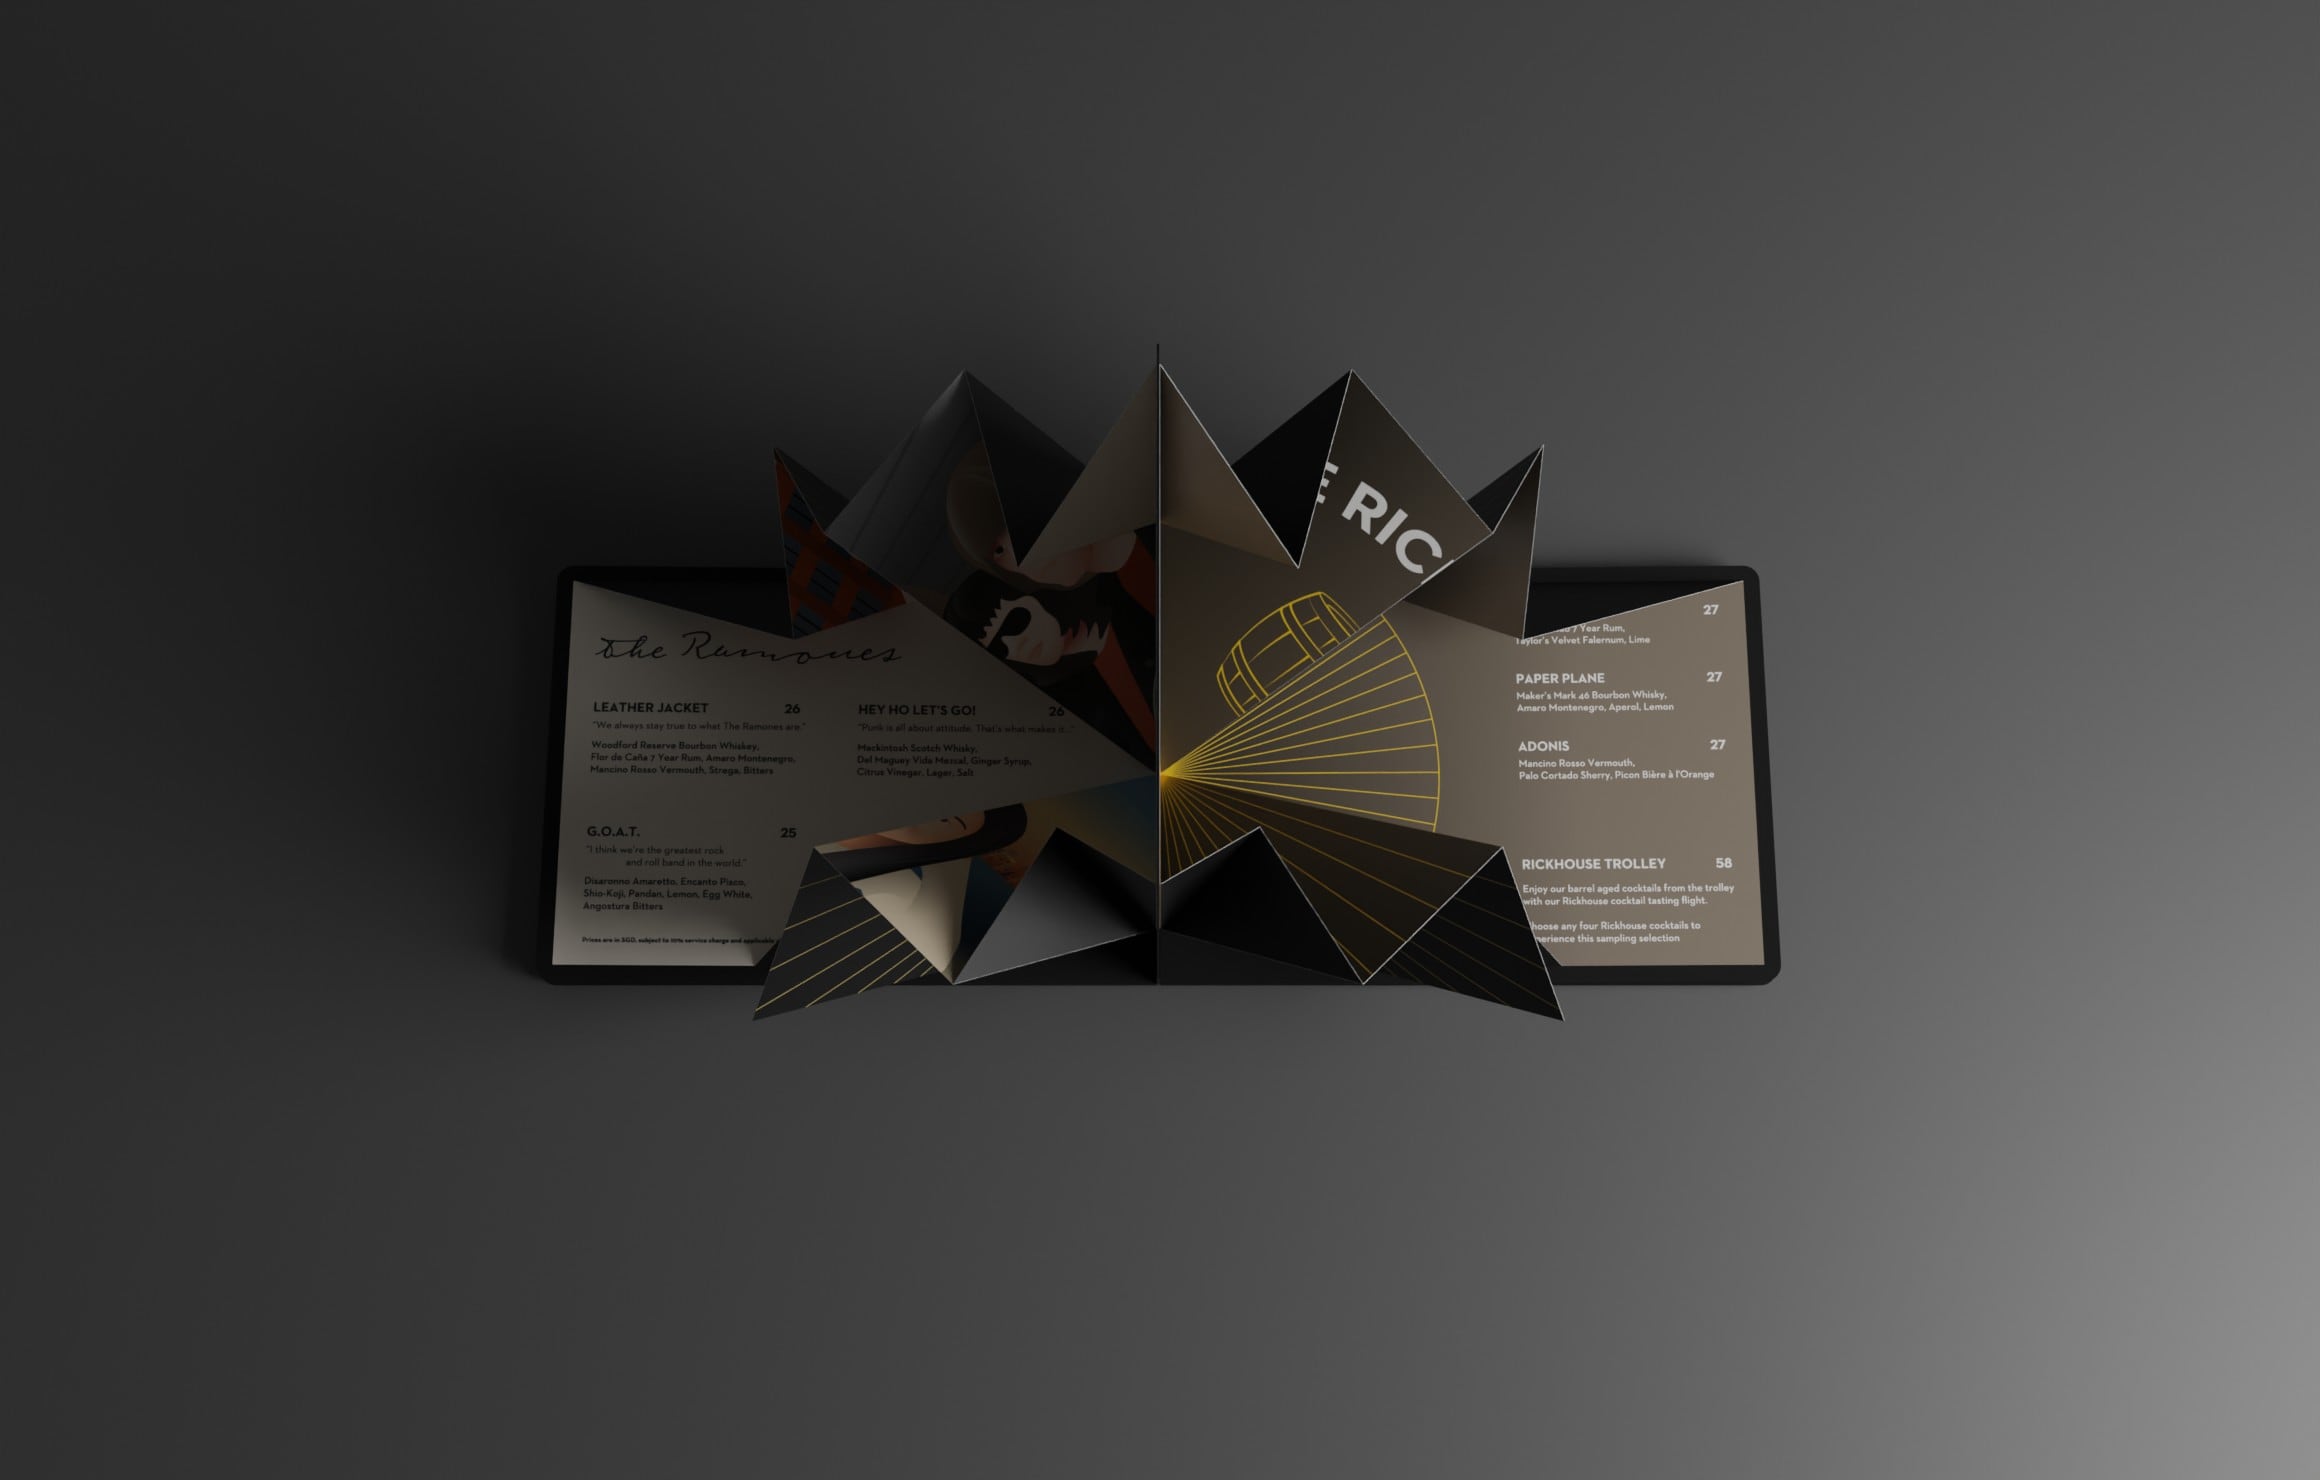 The Ramones
LEATHER JACKET 26
"We always stay true to what The Ramones are."
Woodford Reserve Bourbon Whiskey,
Flor de Caña 7 Year Rum, Amaro Montenegro,
Mancino Rosso Vermouth, Strega, Bitters
HEY HO LET'S GO! 26
"Punk is all about attitude. That's what makes it..."
Mackintosh Scotch Whisky,
Del Maguey Vida Mezcal, Ginger Syrup,
Citrus Vinegar, Lager, Salt
G.O.A.T. 25
"I think we're the greatest rock
and roll band in the world."
Disaronno Amaretto, Encanto Pisco,
Shio-Koji, Pandan, Lemon, Egg White,
Angostura Bitters
Prices are in SGD, subject to 10% service charge and applicable
E RIC
27
7 Year Rum,
Taylor's Velvet Falernum, Lime
PAPER PLANE 27
Maker's Mark 46 Bourbon Whisky,
Amaro Montenegro, Aperol, Lemon
ADONIS 27
Mancino Rosso Vermouth,
Palo Cortado Sherry, Picon Bière à l'Orange
RICKHOUSE TROLLEY 58
Enjoy our barrel aged cocktails from the trolley
with our Rickhouse cocktail tasting flight.
hoose any four Rickhouse cocktails to
erience this sampling selection